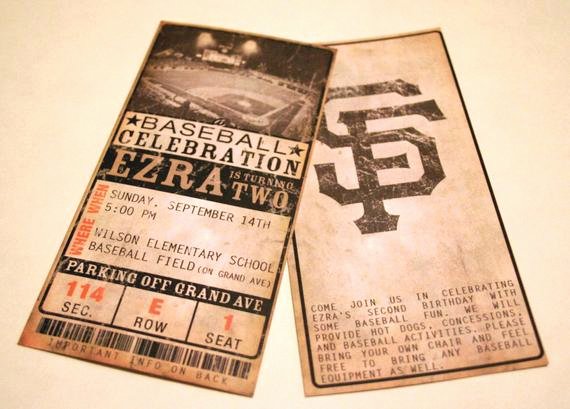 ★BASEBALL★
CELEBRATION
EZRA IS TURNING TWO
WHEN
SUNDAY, SEPTEMBER 14TH
5:00 PM
WHERE
WILSON ELEMENTARY SCHOOL
BASEBALL FIELD (ON GRAND AVE)
PARKING OFF GRAND AVE
114 E 1
SEC. ROW SEAT
IMPORTANT INFO ON BACK
SF
COME JOIN US IN CELEBRATING
EZRA'S SECOND BIRTHDAY WITH
SOME BASEBALL FUN. WE WILL
PROVIDE HOT DOGS, CONCESSIONS,
AND BASEBALL ACTIVITIES. PLEASE
BRING YOUR OWN CHAIR AND FEEL
FREE TO BRING ANY BASEBALL
EQUIPMENT AS WELL.